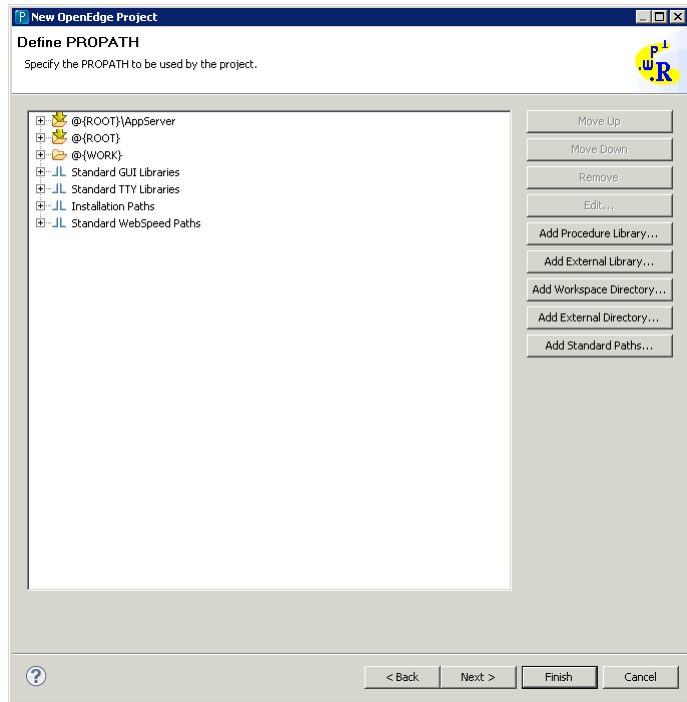 New OpenEdge Project
Define PROPATH
Specify the PROPATH to be used by the project.
P
.W
.R
@{ROOT}\AppServer
@{ROOT}
@{WORK}
Standard GUI Libraries
Standard TTY Libraries
Installation Paths
Standard WebSpeed Paths
Move Up
Move Down
Remove
Edit...
Add Procedure Library...
Add External Library...
Add Workspace Directory...
Add External Directory...
Add Standard Paths...
< Back
Next >
Finish
Cancel